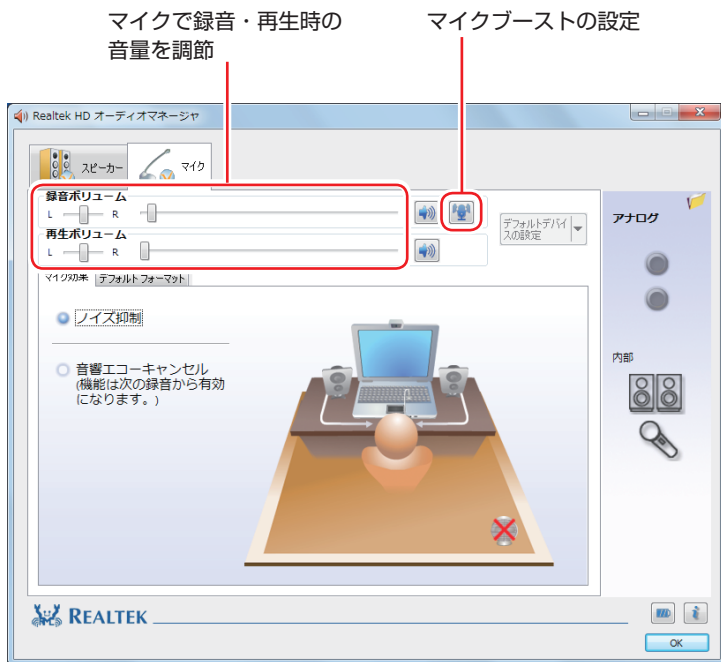 マイクで録音・再生時の
音量を調節
マイクブーストの設定
Realtek HD オーディオマネージャ
スピーカー
マイク
録音ボリューム
L
R
デフォルトデバイ
スの設定
再生ボリューム
L
R
マイク効果
デフォルトフォーマット
ノイズ抑制
音響エコーキャンセル
(機能は次の録音から有効
になります。)
アナログ
内部
REALTEK
OK